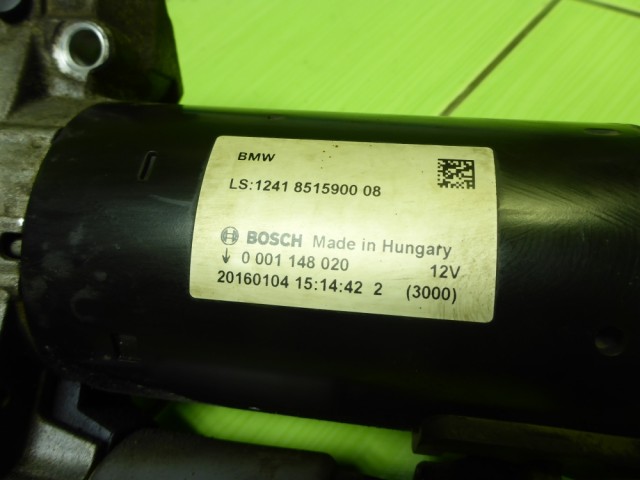 BMW
LS:1241 8515900 08
BOSCH Made in Hungary
↓ 0 001 148 020 12V
20160104 15:14:42 2 (3000)